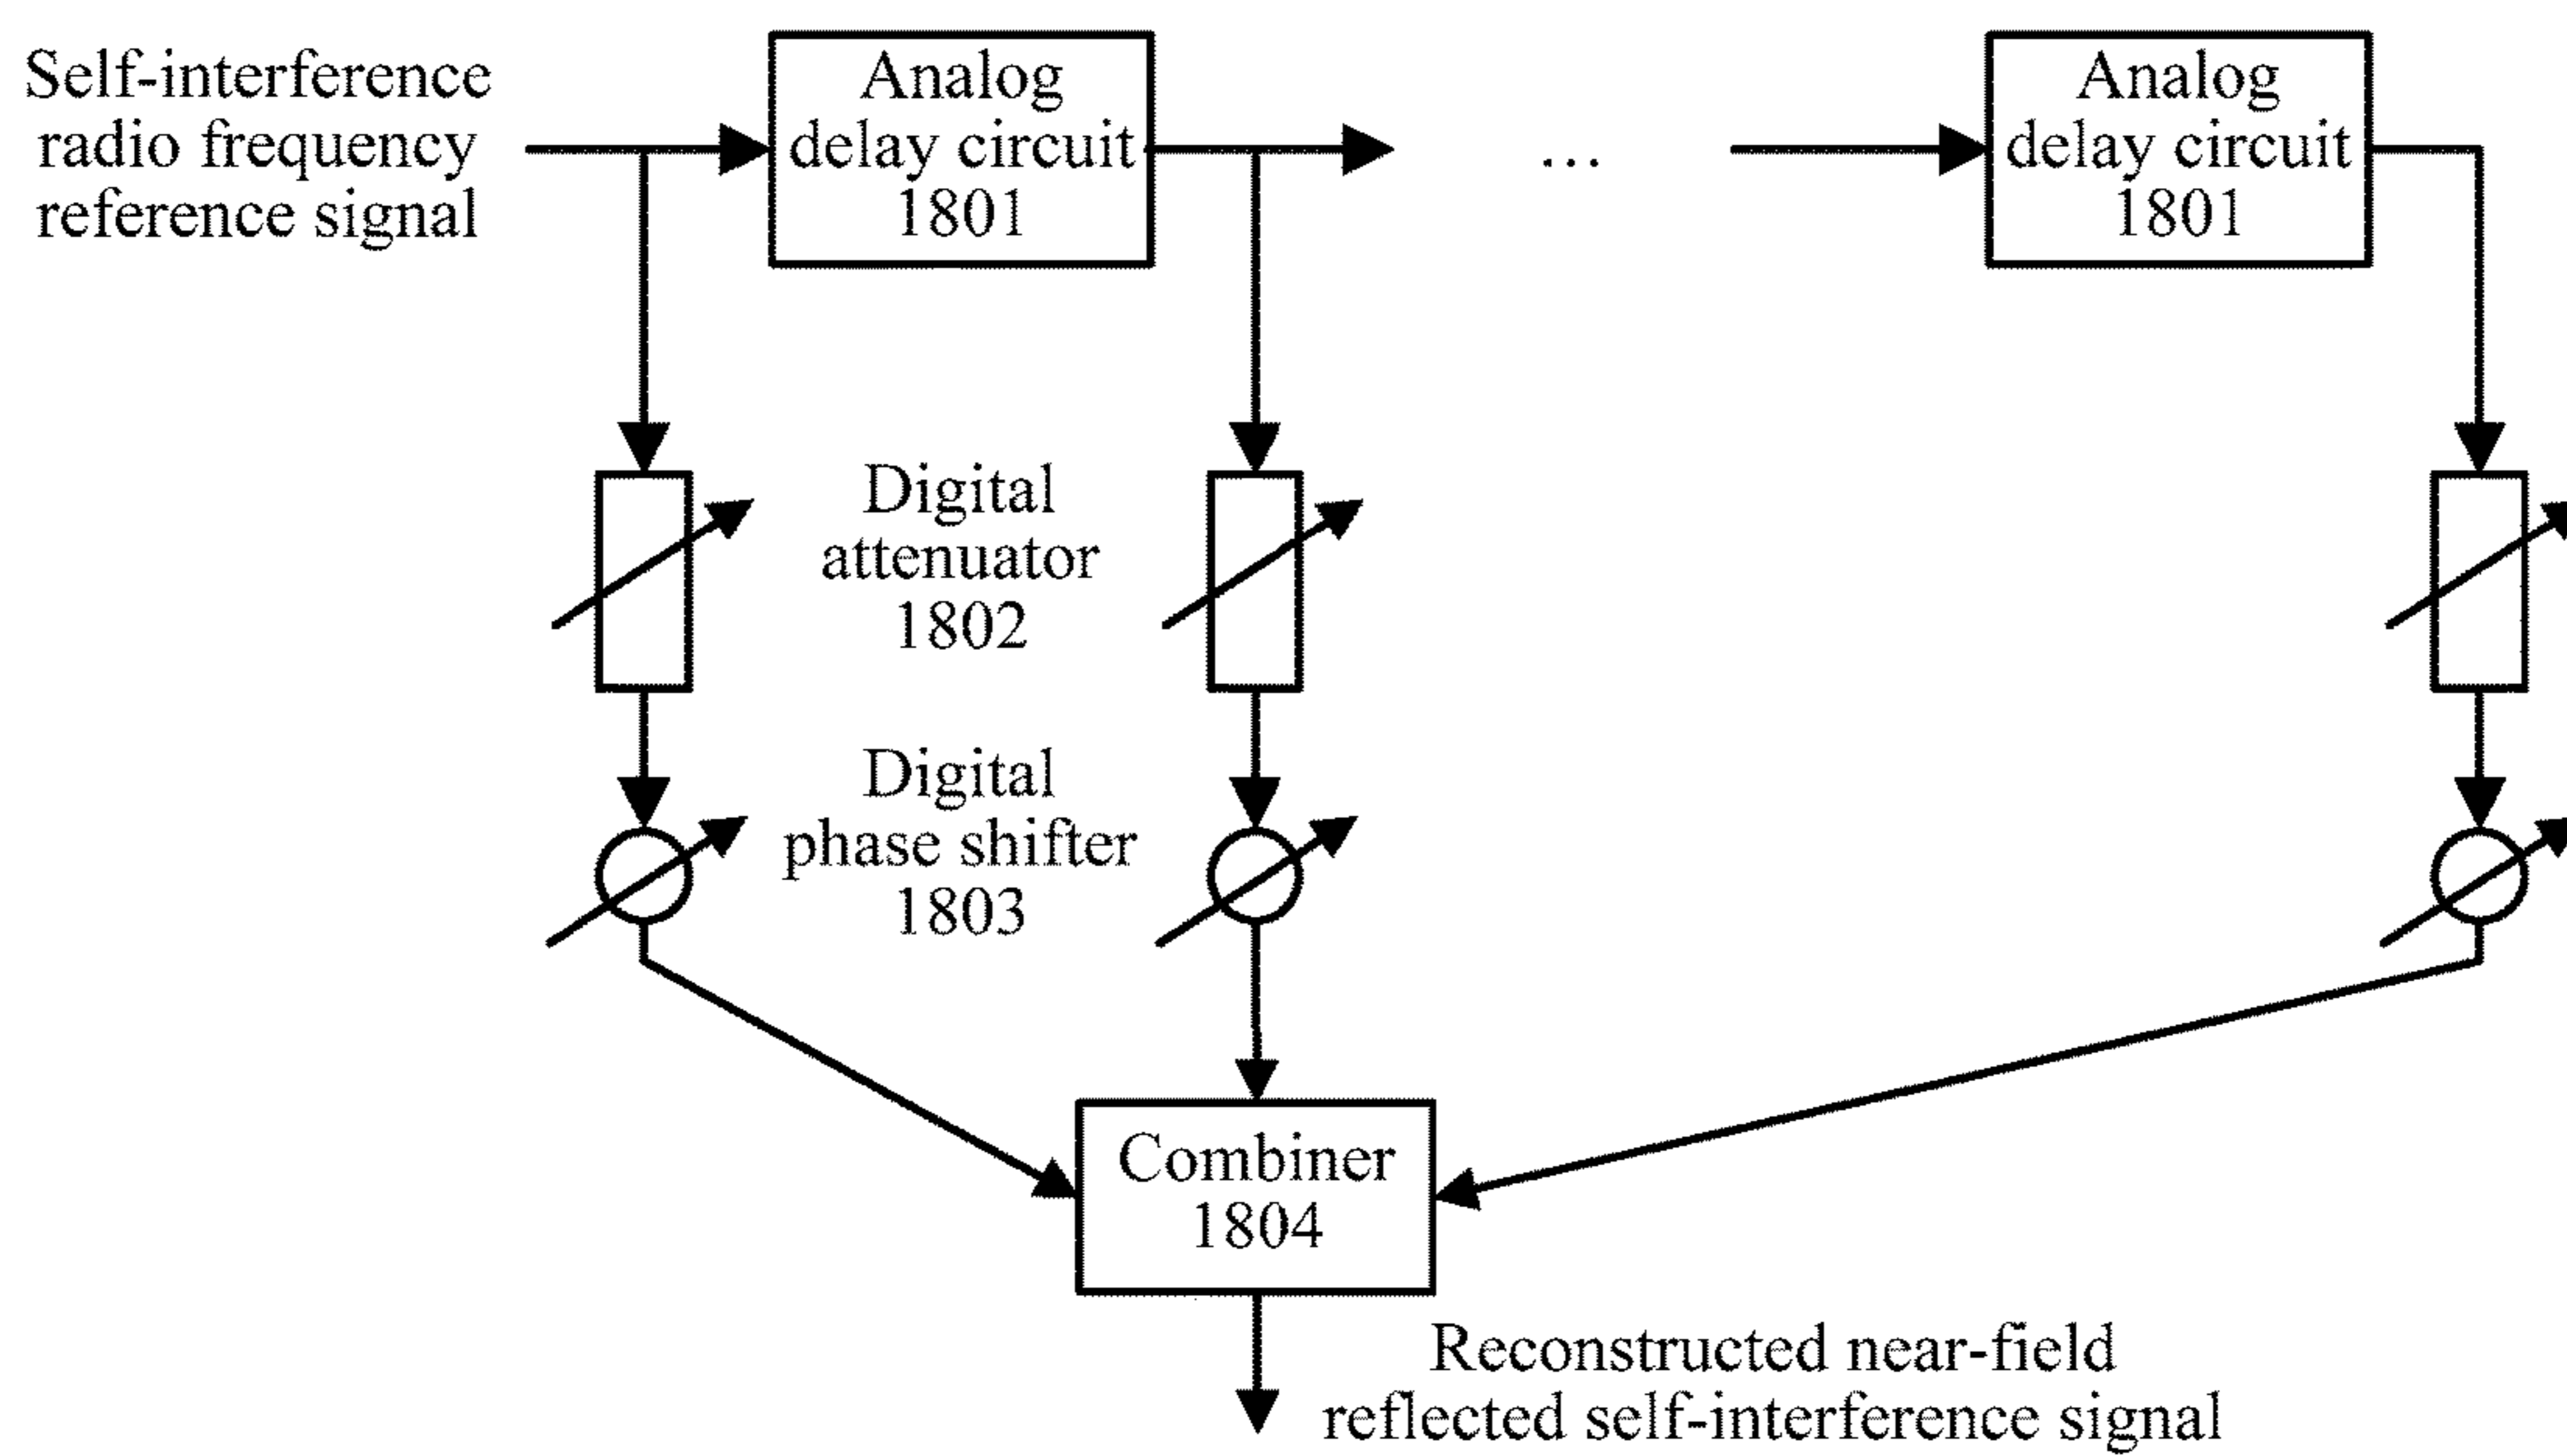 Self-interference
radio frequency
reference signal
Analog
delay circuit
1801
...
Analog
delay circuit
1801
Digital
attenuator
1802
Digital
phase shifter
1803
Combiner
1804
Reconstructed near-field
reflected self-interference signal